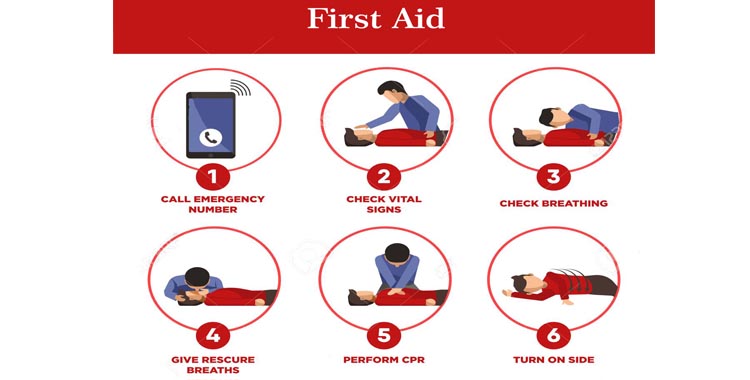 First Aid
1
CALL EMERGENCY
NUMBER
2
CHECK VITAL
SIGNS
3
CHECK BREATHING
4
GIVE RESCURE
BREATHS
5
PERFORM CPR
6
TURN ON SIDE